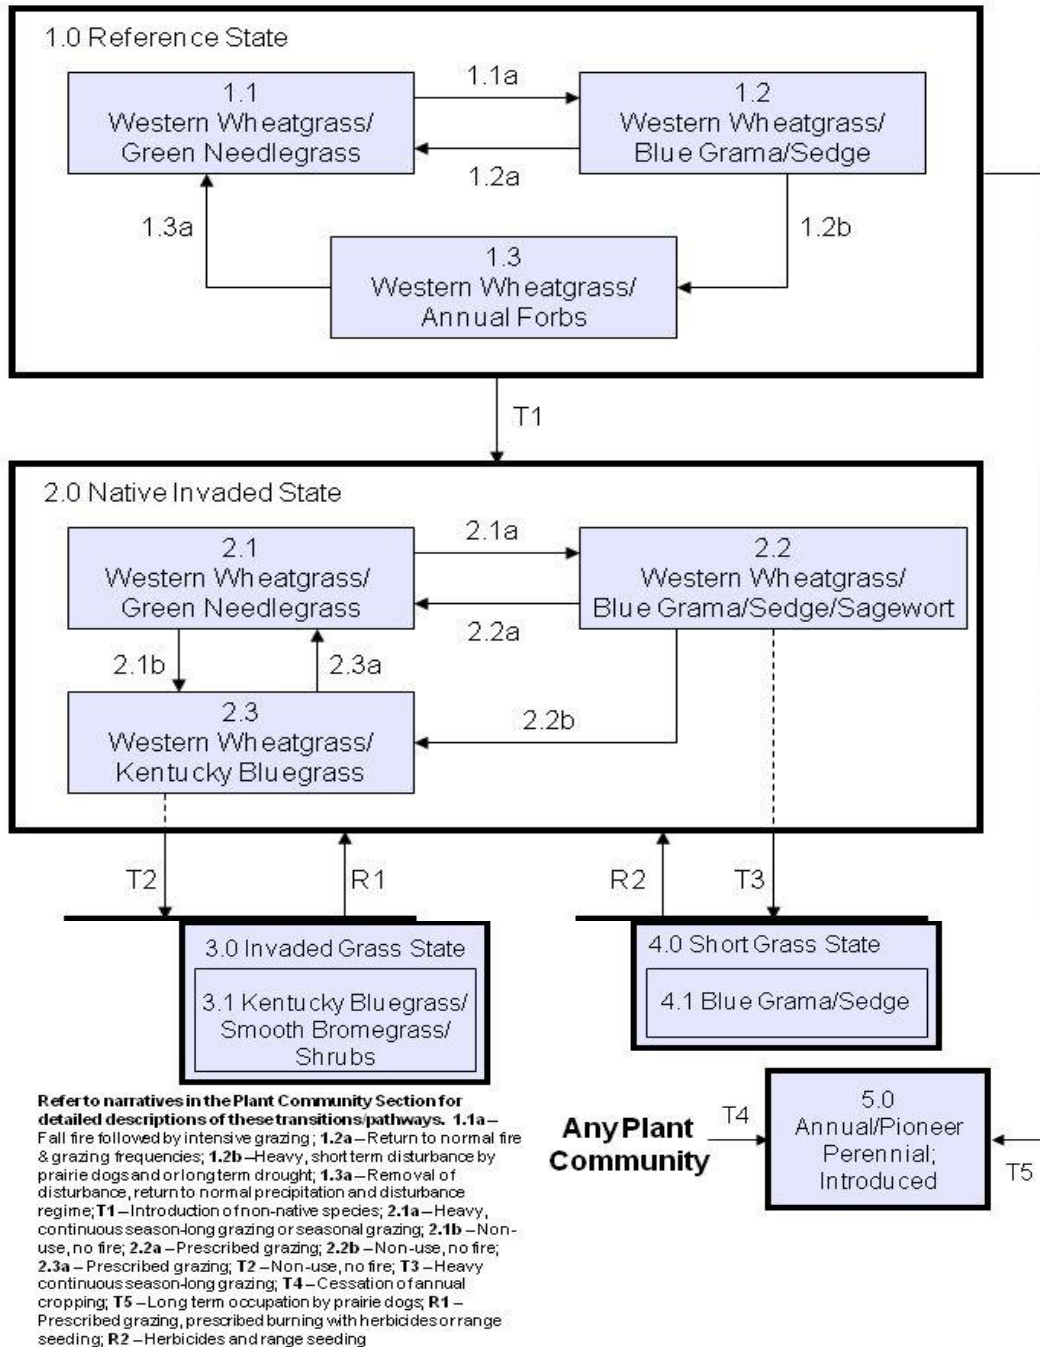 1.0 Reference State
1.1
Western Wheatgrass/
Green Needlegrass
1.1a
1.2a
1.2
Western Wheatgrass/
Blue Grama/Sedge
1.3a
1.3
Western Wheatgrass/
Annual Forbs
1.2b
T1
2.0 Native Invaded State
2.1
Western Wheatgrass/
Green Needlegrass
2.1a
2.2a
2.2
Western Wheatgrass/
Blue Grama/Sedge/Sagewort
2.1b
2.3a
2.3
Western Wheatgrass/
Kentucky Bluegrass
2.2b
T2
R1
R2
T3
3.0 Invaded Grass State
3.1 Kentucky Bluegrass/
Smooth Bromegrass/
Shrubs
4.0 Short Grass State
4.1 Blue Grama/Sedge
Refer to narratives in the Plant Community Section for
detailed descriptions of these transitions/pathways. 1.1a –
Fall fire followed by intensive grazing; 1.2a – Return to normal fire
& grazing frequencies; 1.2b –Heavy, short term disturbance by
prairie dogs and or long term drought; 1.3a – Removal of
disturbance, return to normal precipitation and disturbance
regime; T1 – Introduction of non-native species; 2.1a – Heavy,
continuous season-long grazing or seasonal grazing; 2.1b – Non-
use, no fire; 2.2a – Prescribed grazing; 2.2b – Non-use, no fire;
2.3a – Prescribed grazing; T2 – Non-use, no fire; T3 – Heavy
continuous season-long grazing; T4 – Cessation of annual
cropping; T5 – Long term occupation by prairie dogs; R1 –
Prescribed grazing, prescribed burning with herbicides or range
seeding; R2 – Herbicides and range seeding
Any Plant
Community
T4
5.0
Annual/Pioneer
Perennial;
Introduced
T5